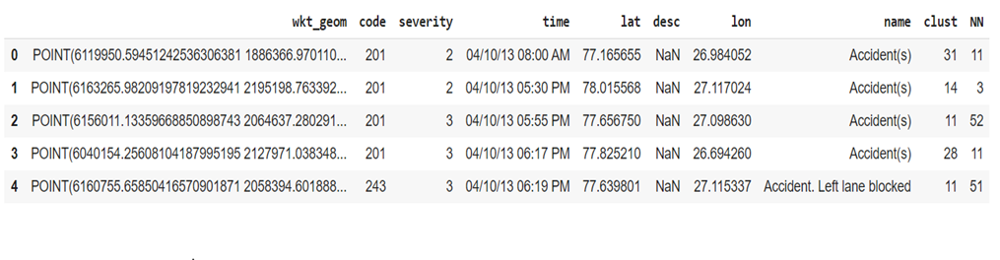 wkt_geom code severity time lat desc lon name clust NN
0 POINT(6119950.59451242536306381 1886366.970110... 201 2 04/10/13 08:00 AM 77.165655 NaN 26.984052 Accident(s) 31 11
1 POINT(6163265.98209197819232941 2195198.763392... 201 2 04/10/13 05:30 PM 78.015568 NaN 27.117024 Accident(s) 14 3
2 POINT(6156011.13359668850898743 2064637.280291... 201 3 04/10/13 05:55 PM 77.656750 NaN 27.098630 Accident(s) 11 52
3 POINT(6040154.25608104187995195 2127971.038348... 201 3 04/10/13 06:17 PM 77.825210 NaN 26.694260 Accident(s) 28 11
4 POINT(6160755.65850416570901871 2058394.601888... 243 3 04/10/13 06:19 PM 77.639801 NaN 27.115337 Accident. Left lane blocked 11 51